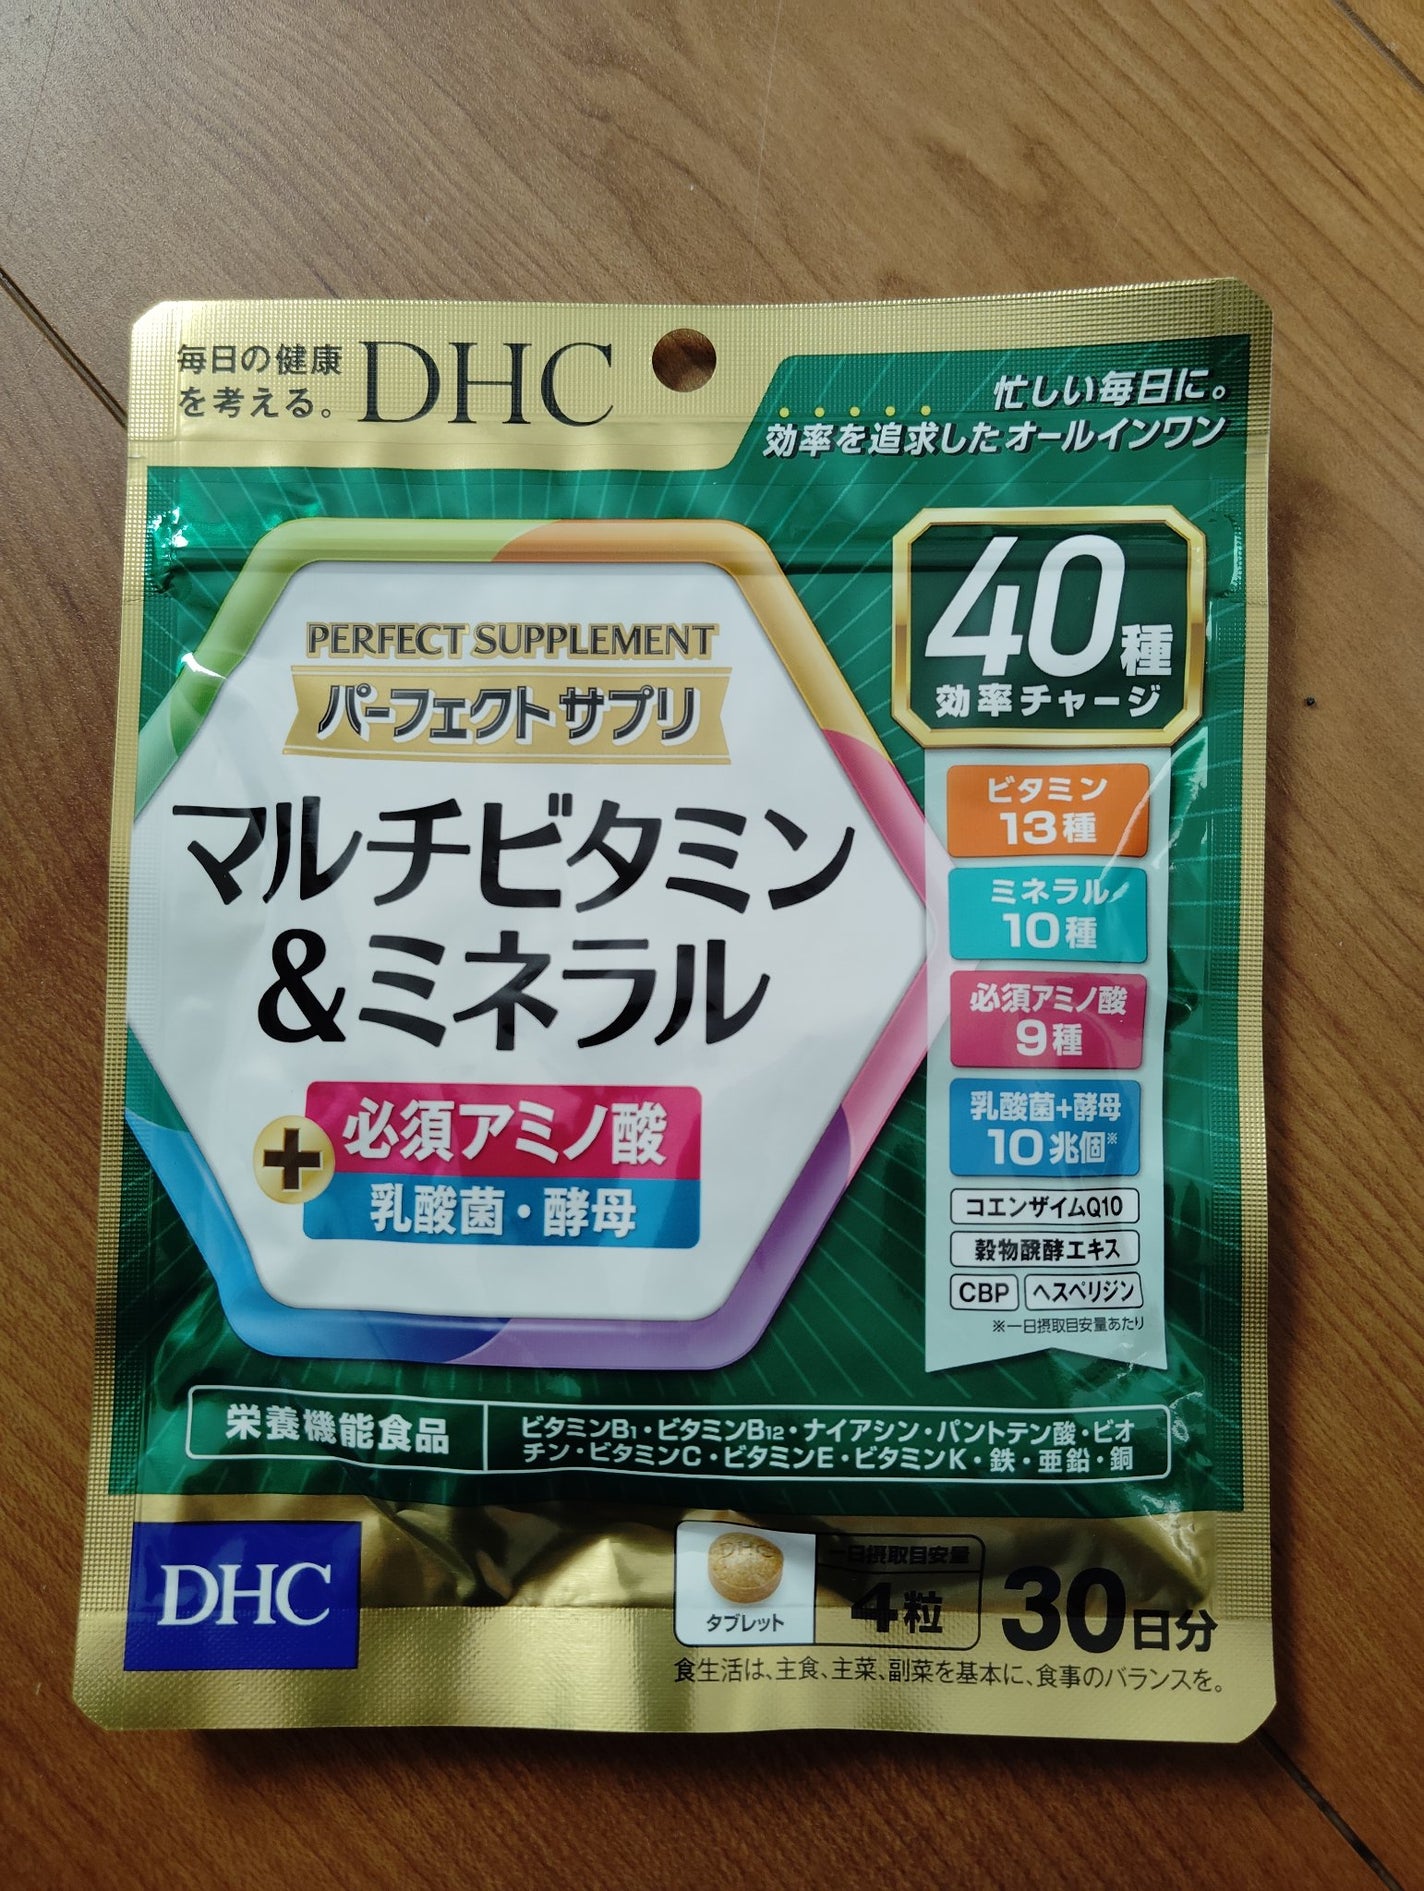 毎日の健康
を考える。
DHC
忙しい毎日に。
効率を追求したオールインワン
40種
効率チャージ
PERFECT SUPPLEMENT
パーフェクトサプリ
マルチビタミン
&ミネラル
+
必須アミノ酸
乳酸菌・酵母
ビタミン
13種
ミネラル
10種
必須アミノ酸
9種
乳酸菌+酵母
10兆個※
コエンザイムQ10
穀物醗酵エキス
CBP ヘスペリジン
※一日摂取目安量あたり
栄養機能食品
ビタミンB1・ビタミンB12・ナイアシン・パントテン酸・ビオ
チン・ビタミンC・ビタミンE・ビタミンK・鉄・亜鉛・銅
DHC
DHC
タブレット
一日摂取目安量
4粒
30日分
食生活は、主食、主菜、副菜を基本に、食事のバランスを。